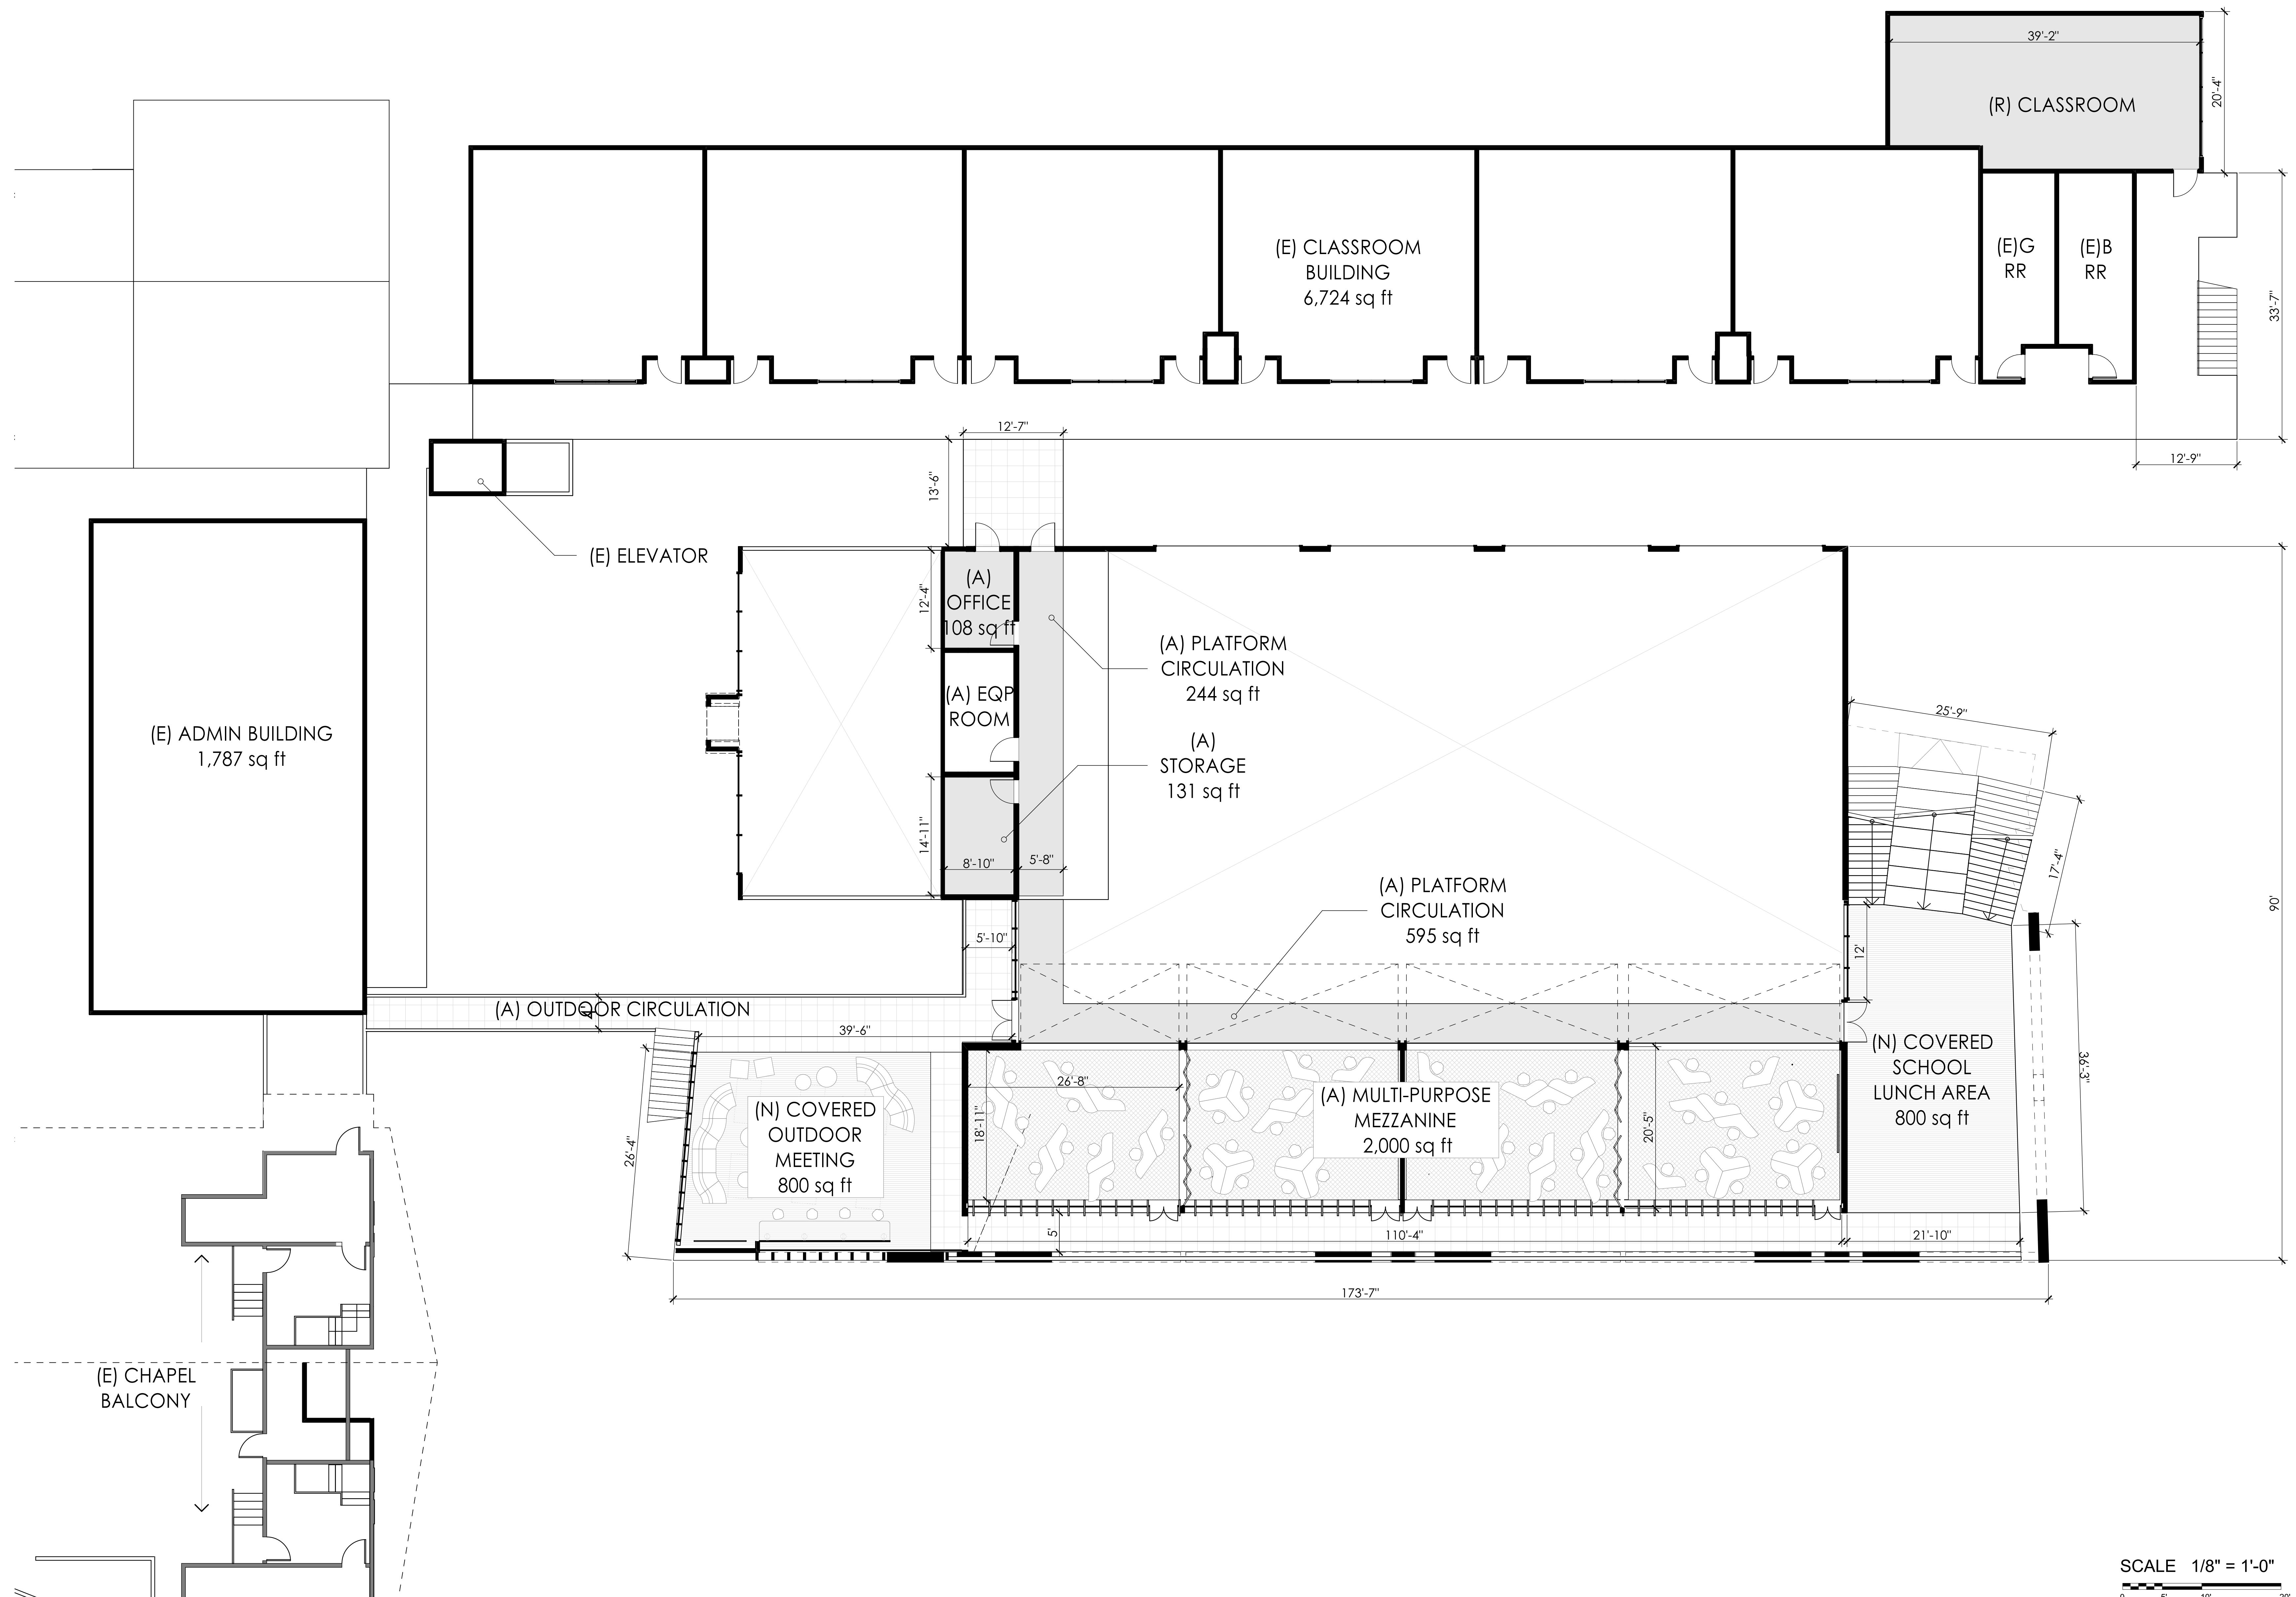 39'-2"
20'-4"
(R) CLASSROOM
(E) CLASSROOM
BUILDING
6,724 sq ft
(E)G
RR
(E)B
RR
33'-7"
12'-7"
12'-9"
13'-6"
(E) ELEVATOR
(A)
OFFICE
108 sq ft
12'-4"
(A) PLATFORM
CIRCULATION
244 sq ft
(A) EQP
ROOM
(A)
STORAGE
131 sq ft
(E) ADMIN BUILDING
1,787 sq ft
25'-9"
17'-4"
14'-11"
8'-10"
5'-8"
90'
(A) PLATFORM
CIRCULATION
595 sq ft
5'-10"
12'
(A) OUTDOOR CIRCULATION
39'-6"
(N) COVERED
SCHOOL
LUNCH AREA
800 sq ft
36'-3"
26'-8"
18'-11"
(A) MULTI-PURPOSE
MEZZANINE
2,000 sq ft
20'-5"
(N) COVERED
OUTDOOR
MEETING
800 sq ft
26'-4"
5'
110'-4"
21'-10"
173'-7"
(E) CHAPEL
BALCONY
SCALE 1/8" = 1'-0"